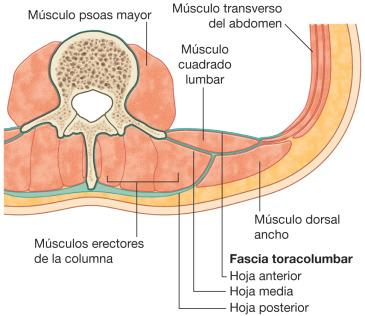 Músculo psoas mayor
Músculo transverso
del abdomen
Músculo
cuadrado
lumbar
Músculo dorsal
ancho
Músculos erectores
de la columna
Fascia toracolumbar
Hoja anterior
Hoja media
Hoja posterior